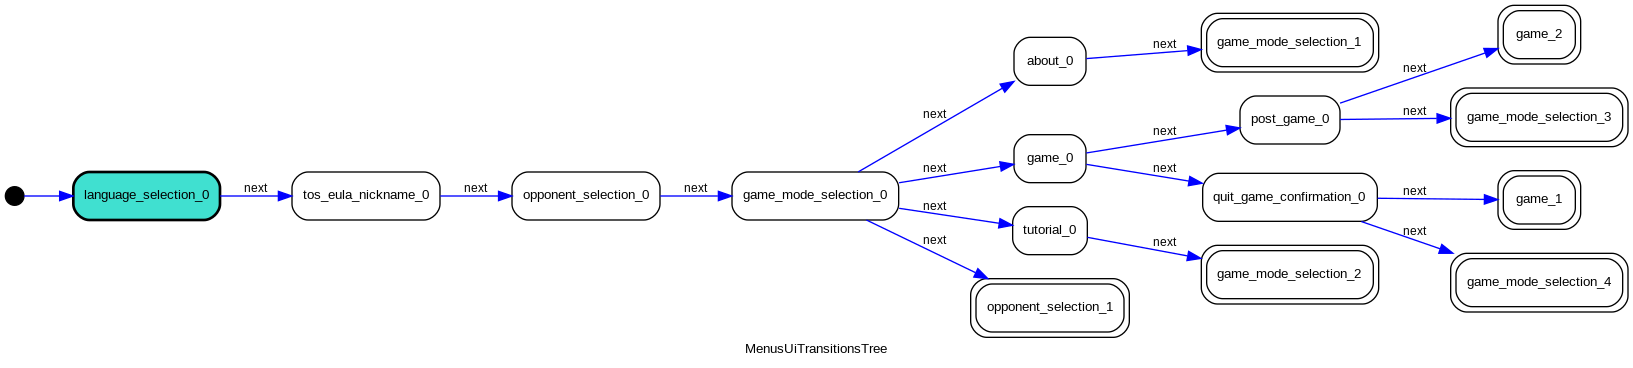 language_selection_0
next
tos_eula_nickname_0
next
opponent_selection_0
next
game_mode_selection_0
next
about_0
next
game_mode_selection_1
next
game_0
next
post_game_0
next
game_2
next
game_mode_selection_3
next
quit_game_confirmation_0
next
game_1
next
game_mode_selection_4
next
tutorial_0
next
game_mode_selection_2
next
opponent_selection_1
MenusUiTransitionsTree